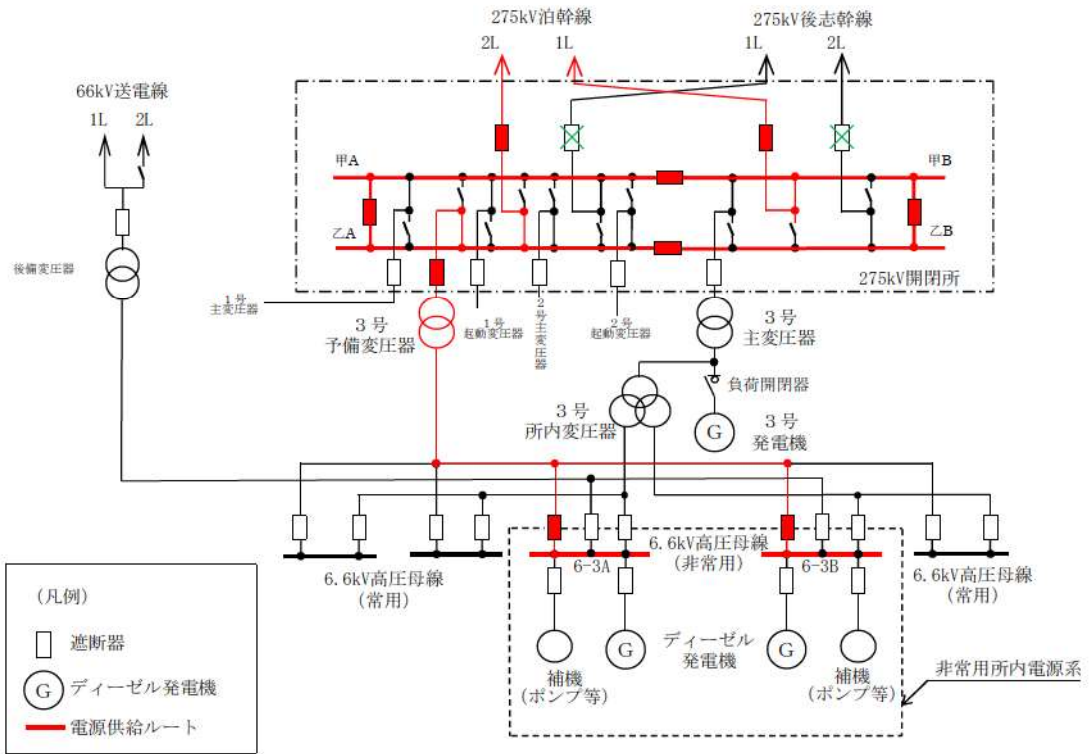 275kV泊幹線
275kV後志幹線
2L
1L
1L
2L
66kV送電線
1L
2L
甲A
甲B
乙A
乙B
後備変圧器
275kV開閉所
1号
主変圧器
3号
予備変圧器
1号
起動変圧器
2号主変圧器
2号
起動変圧器
3号
主変圧器
負荷開閉器
3号
所内変圧器
G
3号
発電機
6.6kV高圧母線
(常用)
6-3A
6.6kV高圧母線
(非常用)
6-3B
6.6kV高圧母線
(常用)
(凡例)
遮断器
G
ディーゼル発電機
電源供給ルート
補機
(ポンプ等)
G
ディーゼル
発電機
G
補機
(ポンプ等)
非常用所内電源系